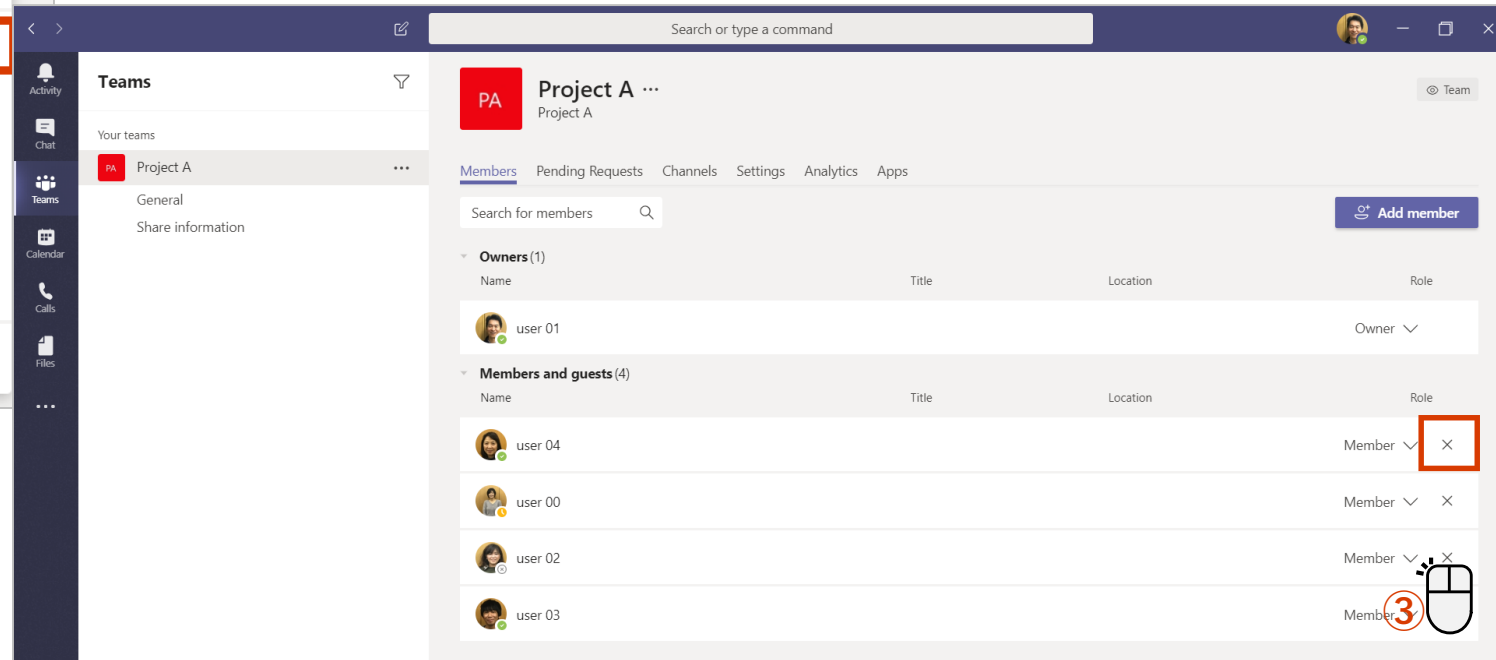 Search or type a command
Activity
Chat
Teams
Calendar
Calls
Files
Teams
Your teams
PA Project A
General
Share information
PA
Project A
Project A
Team
Members Pending Requests Channels Settings Analytics Apps
Search for members
Add member
Owners (1)
Name Title Location Role
user 01 Owner
Members and guests (4)
Name Title Location Role
user 04 Member
user 00 Member
user 02 Member
user 03 Member
③